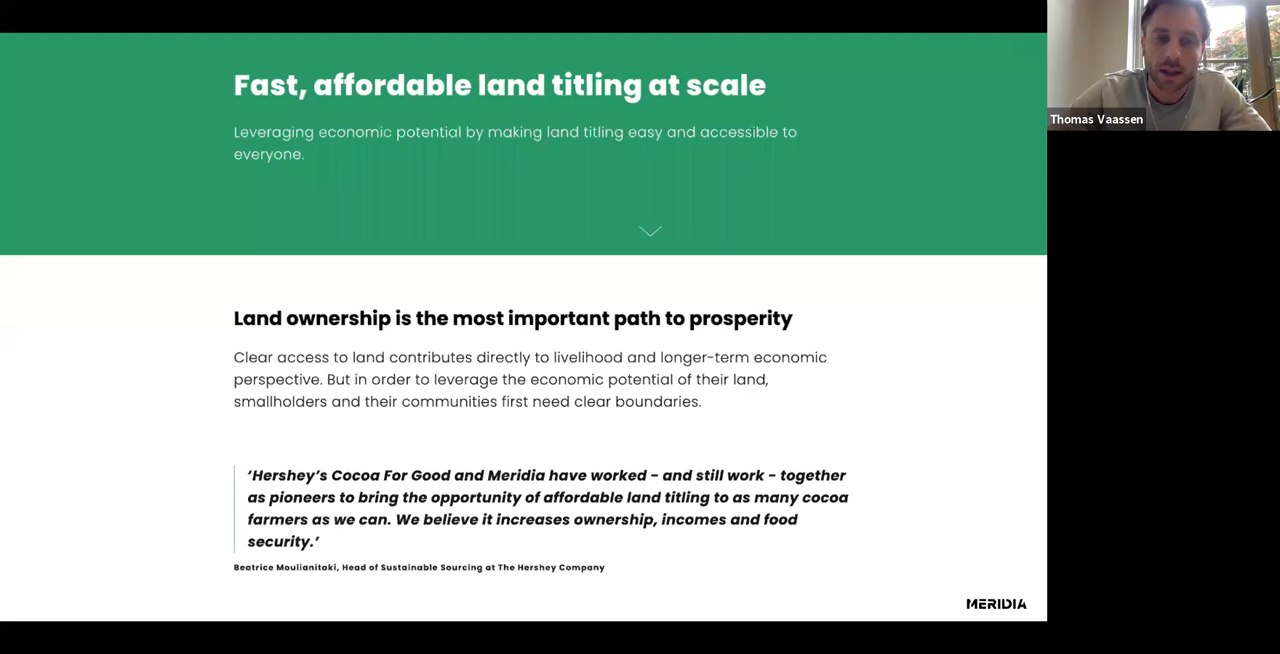 Fast, affordable land titling at scale
Leveraging economic potential by making land titling easy and accessible to
everyone.
Thomas Vaassen
Land ownership is the most important path to prosperity
Clear access to land contributes directly to livelihood and longer-term economic
perspective. But in order to leverage the economic potential of their land,
smallholders and their communities first need clear boundaries.
‘Hershey’s Cocoa For Good and Meridia have worked - and still work - together
as pioneers to bring the opportunity of affordable land titling to as many cocoa
farmers as we can. We believe it increases ownership, incomes and food
security.’
Beatrice Moulianitaki, Head of Sustainable Sourcing at The Hershey Company
MERIDIA